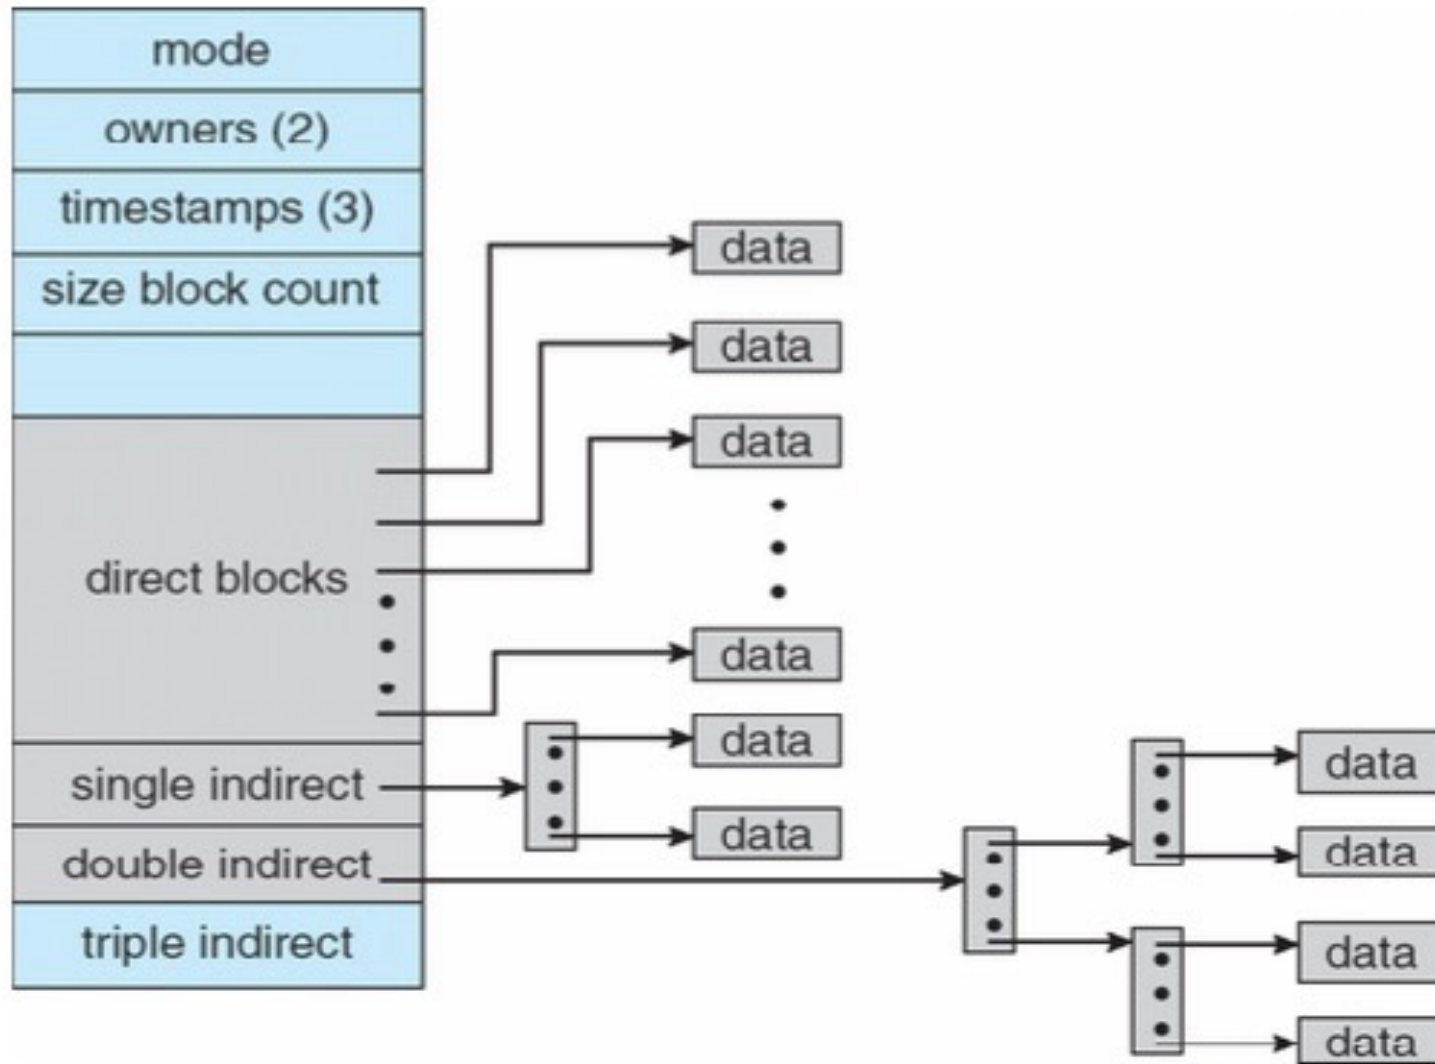 mode
owners (2)
timestamps (3)
size block count
direct blocks
single indirect
double indirect
triple indirect
data
data
data
data
data
data
data
data
data
data